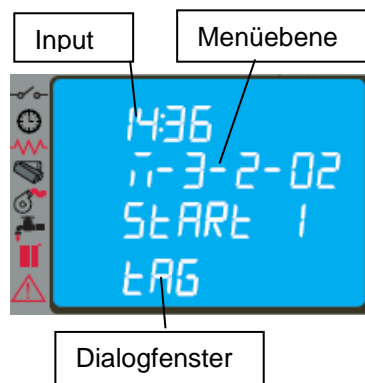 Input
Menüebene
14:36
M-3-2-02
START 1
TAG
Dialogfenster